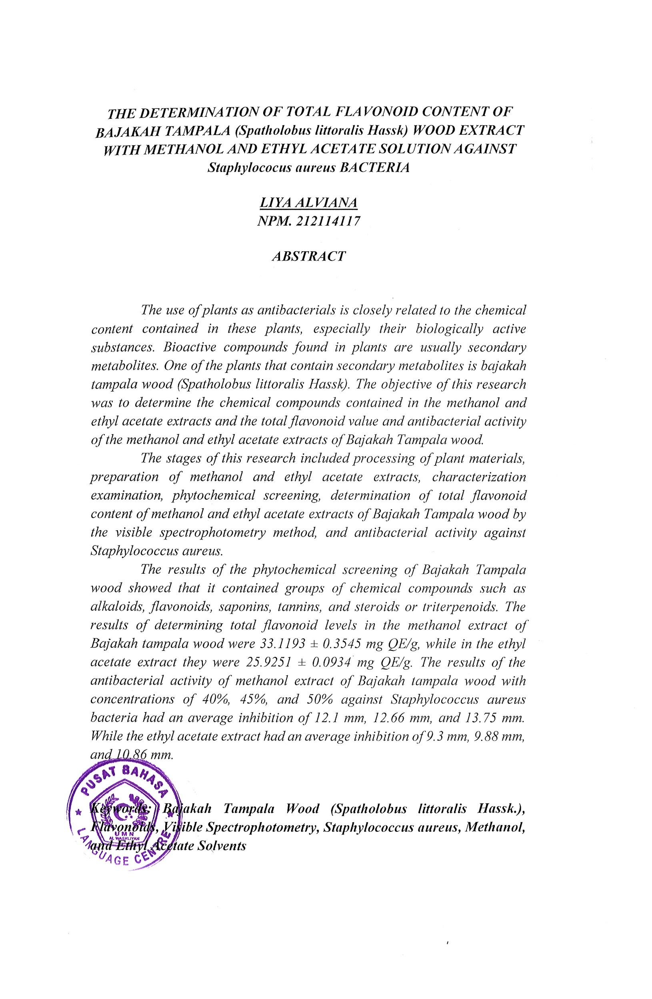 THE DETERMINATION OF TOTAL FLAVONOID CONTENT OF
BAJAKAH TAMPALA (Spatholobus littoralis Hassk) WOOD EXTRACT
WITH METHANOL AND ETHYL ACETATE SOLUTION AGAINST
Staphylococus aureus BACTERIA
LIYA ALVIANA
NPM. 212114117
ABSTRACT
The use of plants as antibacterials is closely related to the chemical
content contained in these plants, especially their biologically active
substances. Bioactive compounds found in plants are usually secondary
metabolites. One of the plants that contain secondary metabolites is bajakah
tampala wood (Spatholobus littoralis Hassk). The objective of this research
was to determine the chemical compounds contained in the methanol and
ethyl acetate extracts and the total flavonoid value and antibacterial activity
of the methanol and ethyl acetate extracts of Bajakah Tampala wood.
The stages of this research included processing of plant materials,
preparation of methanol and ethyl acetate extracts, characterization
examination, phytochemical screening, determination of total flavonoid
content of methanol and ethyl acetate extracts of Bajakah Tampala wood by
the visible spectrophotometry method, and antibacterial activity against
Staphylococcus aureus.
The results of the phytochemical screening of Bajakah Tampala
wood showed that it contained groups of chemical compounds such as
alkaloids, flavonoids, saponins, tannins, and steroids or triterpenoids. The
results of determining total flavonoid levels in the methanol extract of
Bajakah tampala wood were 33.1193 ± 0.3545 mg QE/g, while in the ethyl
acetate extract they were 25.9251 ± 0.0934 mg QE/g. The results of the
antibacterial activity of methanol extract of Bajakah tampala wood with
concentrations of 40%, 45%, and 50% against Staphylococcus aureus
bacteria had an average inhibition of 12.1 mm, 12.66 mm, and 13.75 mm.
While the ethyl acetate extract had an average inhibition of 9.3 mm, 9.88 mm,
and 10.86 mm.
Keywords: Bajakah Tampala Wood (Spatholobus littoralis Hassk.),
Flavonoids, Visible Spectrophotometry, Staphylococcus aureus, Methanol,
and Ethyl Acetate Solvents
PUSAT BAHASA
UMN
AL WASHLIYAH
LANGUAGE CENTRE